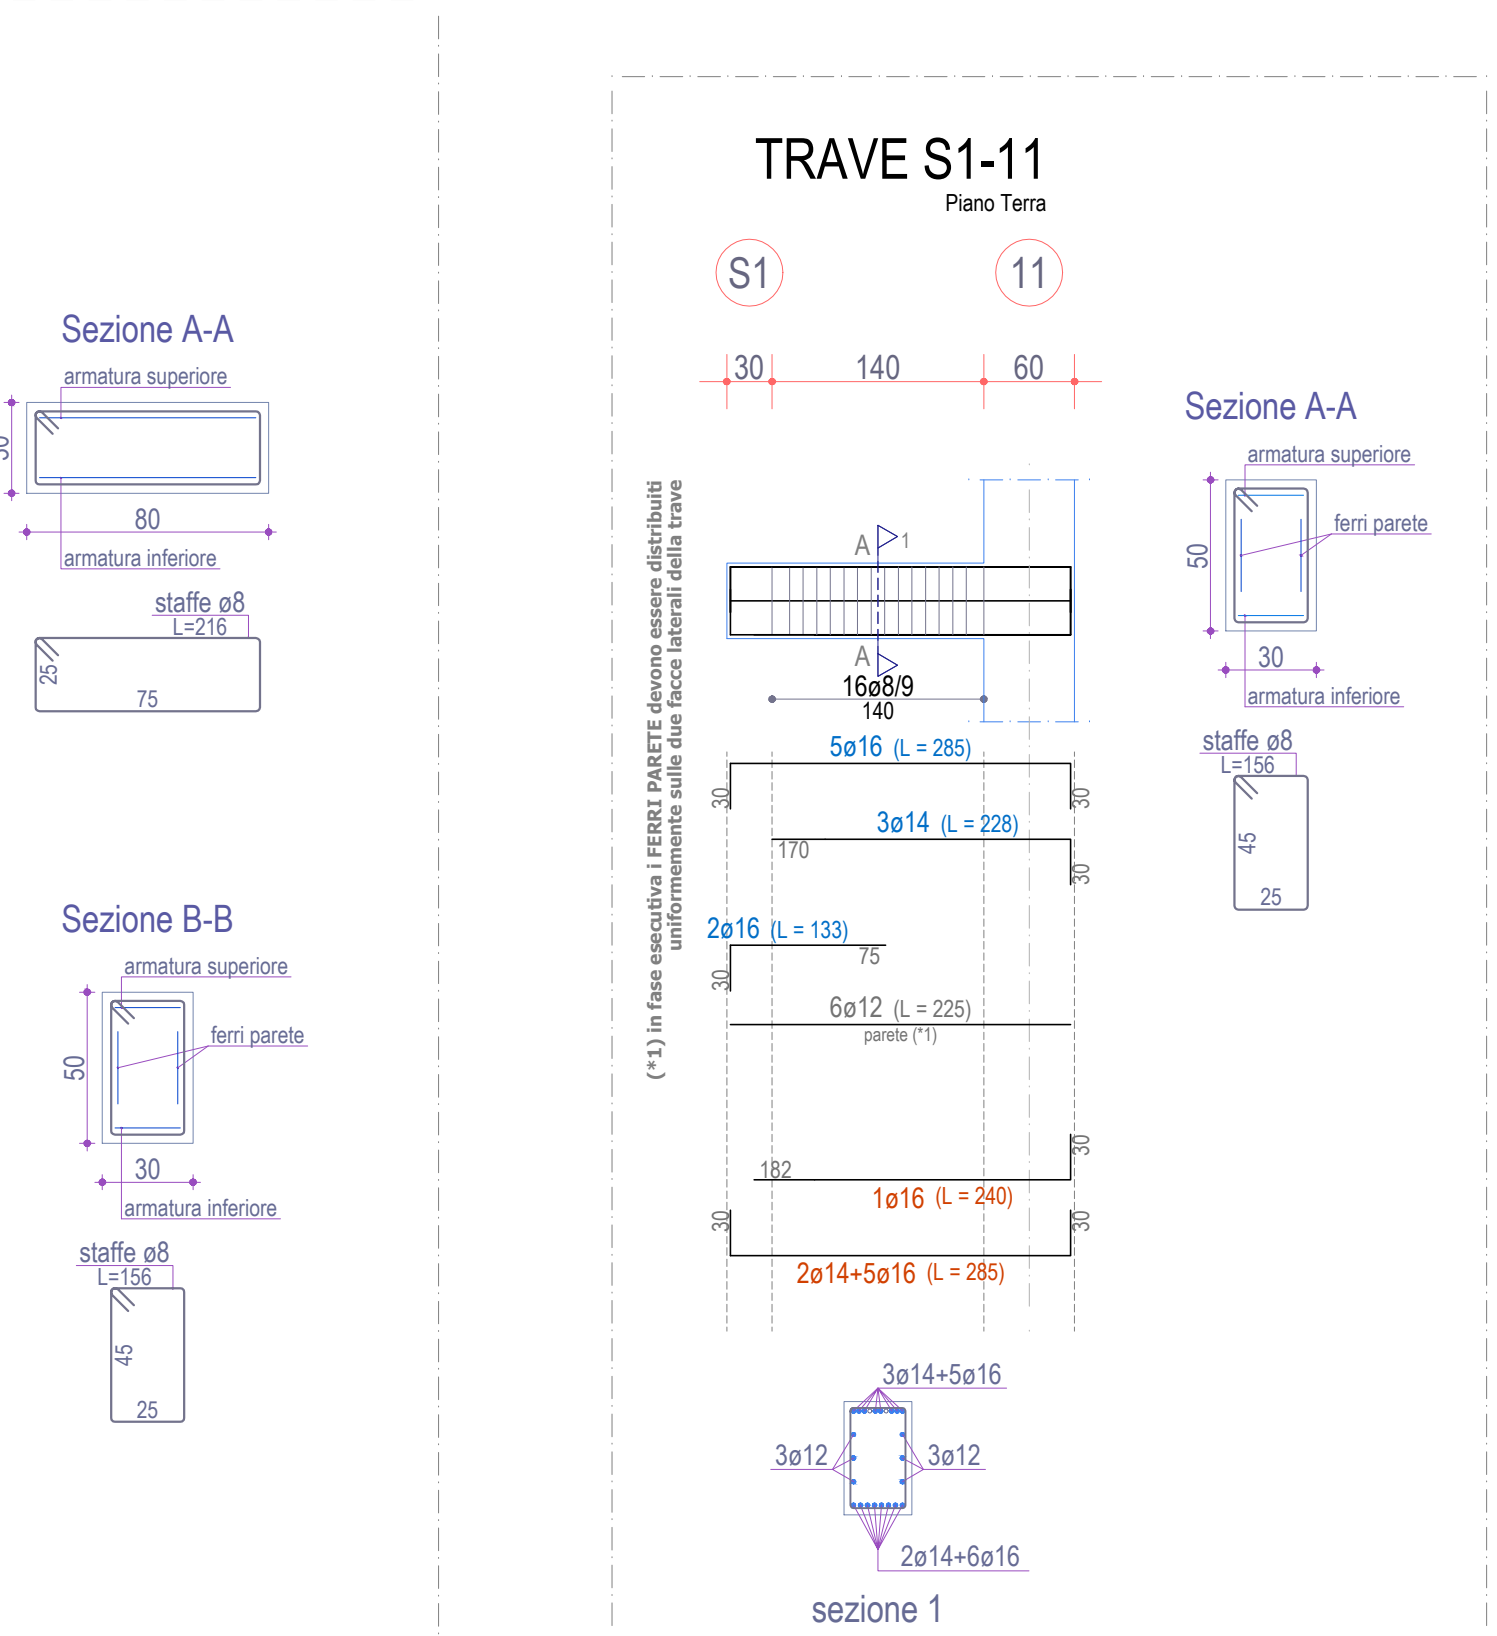 Sezione A-A
armatura superiore
80
armatura inferiore
staffe ø8
L=216
25
75
Sezione B-B
armatura superiore
ferri parete
50
30
armatura inferiore
staffe ø8
L=156
45
25
TRAVE S1-11
Piano Terra
S1
11
30
140
60
(*1) in fase esecutiva i FERRI PARETE devono essere distribuiti
uniformemente sulle due facce laterali della trave
A
1
A
16ø8/9
140
5ø16 (L = 285)
30
30
3ø14 (L = 228)
170
30
2ø16 (L = 133)
75
30
6ø12 (L = 225)
parete (*1)
30
182
1ø16 (L = 240)
30
30
2ø14+5ø16 (L = 285)
3ø14+5ø16
3ø12
3ø12
2ø14+6ø16
sezione 1
Sezione A-A
armatura superiore
ferri parete
50
30
armatura inferiore
staffe ø8
L=156
45
25